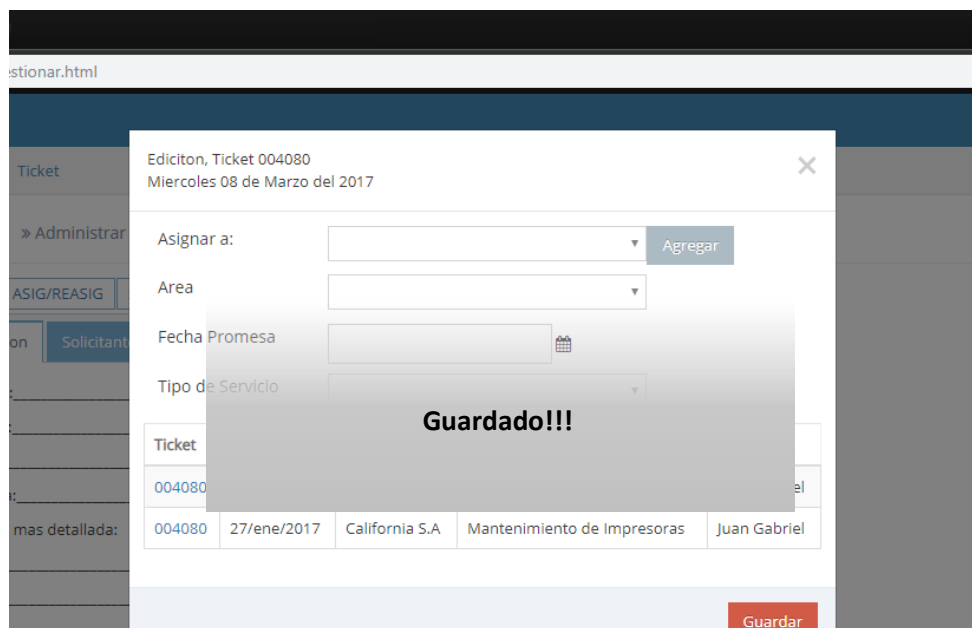 estionar.html
Ticket
» Administrar
ASIG/REASIG
on Solicitant
mas detallada:
Ediciton, Ticket 004080
Miercoles 08 de Marzo del 2017
×
Asignar a:
Agregar
Area
Fecha Promesa
Tipo de Servicio
Guardado!!!
Ticket
004080 el
004080 27/ene/2017 California S.A Mantenimiento de Impresoras Juan Gabriel
Guardar